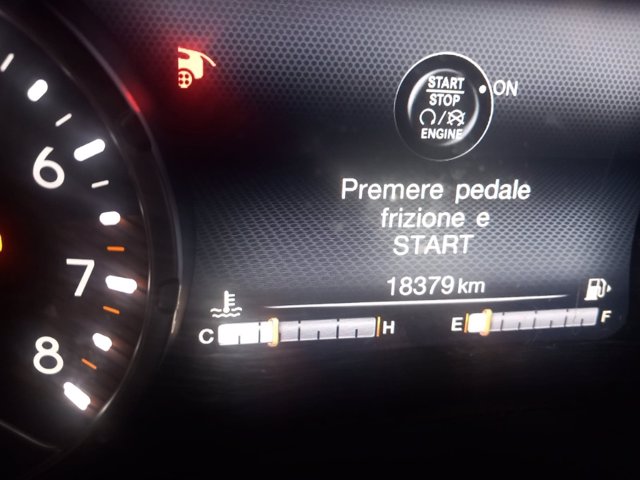 START
STOP
ENGINE
ON
Premere pedale
frizione e
START
18379 km
C
H
E
F
6
7
8